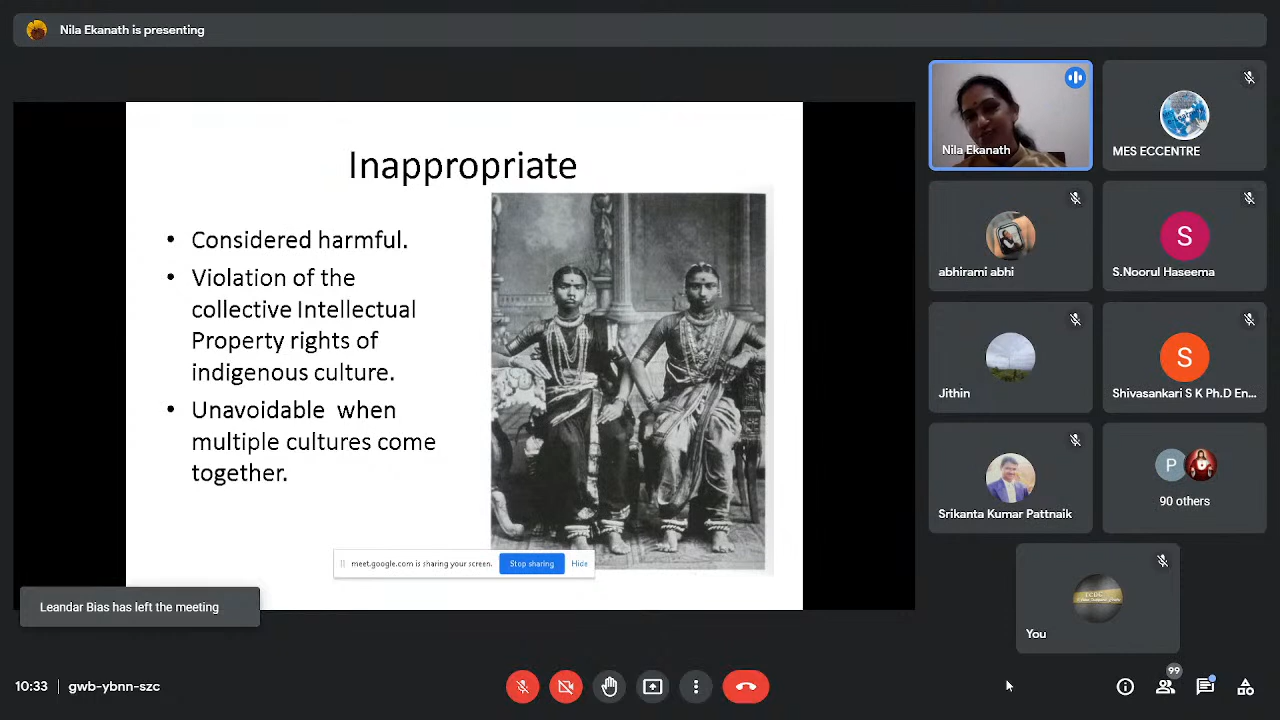 Nila Ekanath is presenting
Inappropriate
• Considered harmful.
• Violation of the
collective Intellectual
Property rights of
indigenous culture.
• Unavoidable when
multiple cultures come
together.
meet.google.com is sharing your screen.
Stop sharing
Hide
Leandar Bias has left the meeting
Nila Ekanath
MES ECCENTRE
abhirami abhi
S
S.Noorul Haseema
Jithin
S
Shivasankari S K Ph.D En...
Srikanta Kumar Pattnaik
P
90 others
You
10:33 | gwb-ybnn-szc
99